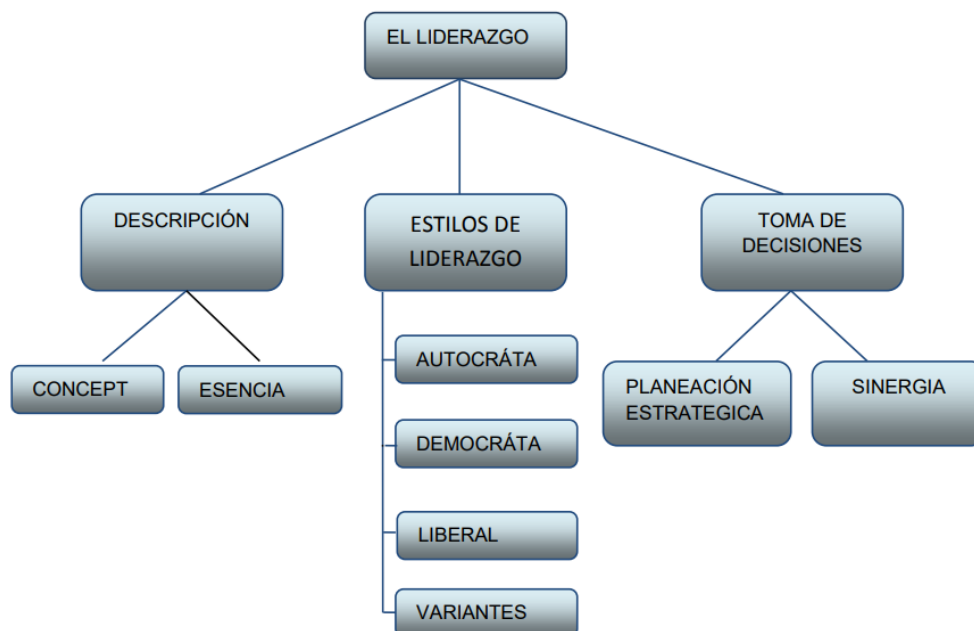 EL LIDERAZGO
DESCRIPCIÓN
ESTILOS DE
LIDERAZGO
TOMA DE
DECISIONES
CONCEPT
ESENCIA
AUTOCRÁTA
DEMOCRÁTA
LIBERAL
VARIANTES
PLANEACIÓN
ESTRATEGICA
SINERGIA